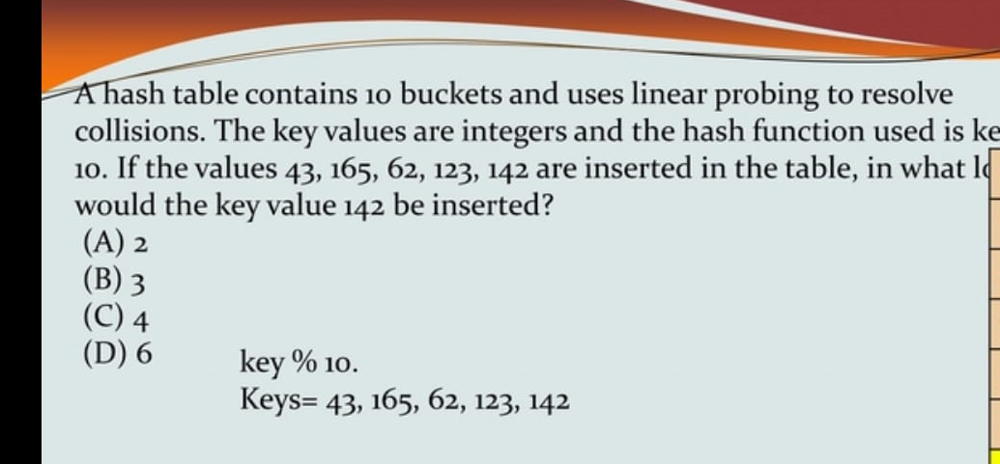 A hash table contains 10 buckets and uses linear probing to resolve
collisions. The key values are integers and the hash function used is
10. If the values 43, 165, 62, 123, 142 are inserted in the table, in what
would the key value 142 be inserted?
(A) 2
(B) 3
(C) 4
(D) 6
key % 10.
Keys= 43, 165, 62, 123, 142